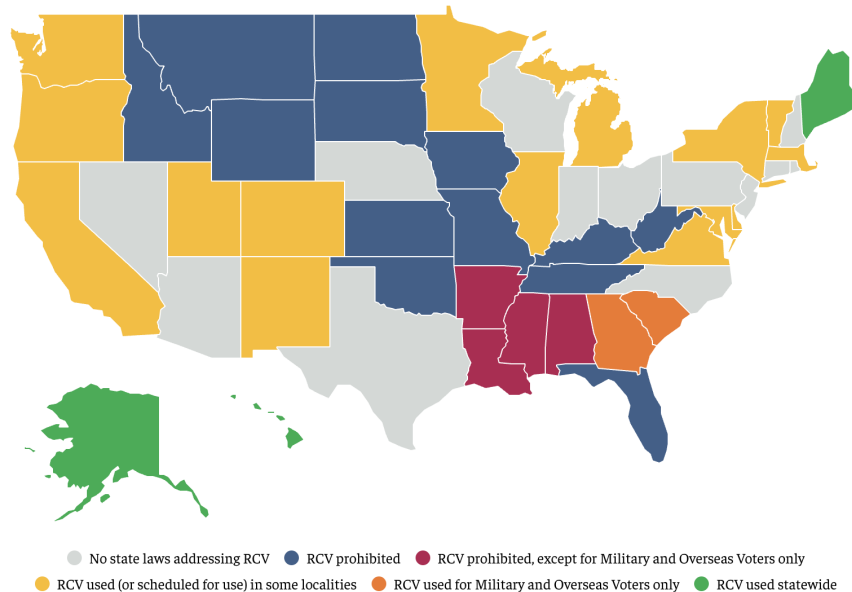 No state laws addressing RCV RCV prohibited RCV prohibited, except for Military and Overseas Voters only
RCV used (or scheduled for use) in some localities RCV used for Military and Overseas Voters only RCV used statewide